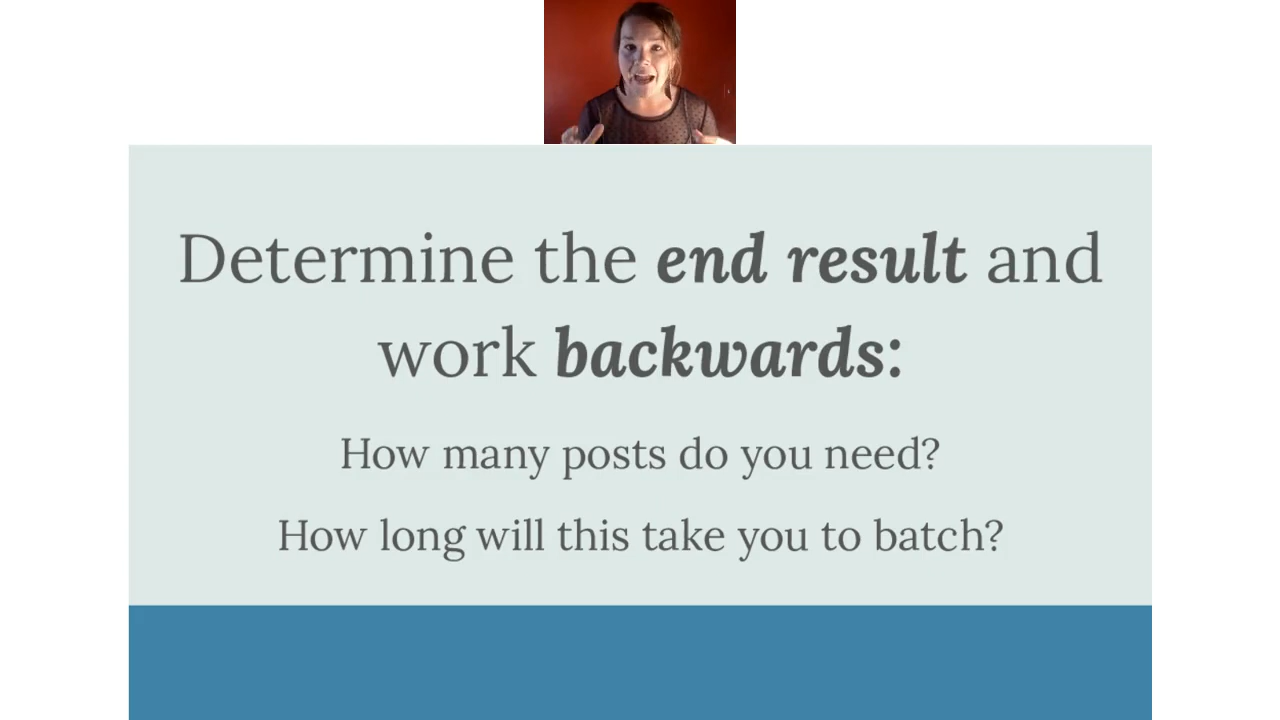 Determine the end result and
work backwards:
How many posts do you need?
How long will this take you to batch?